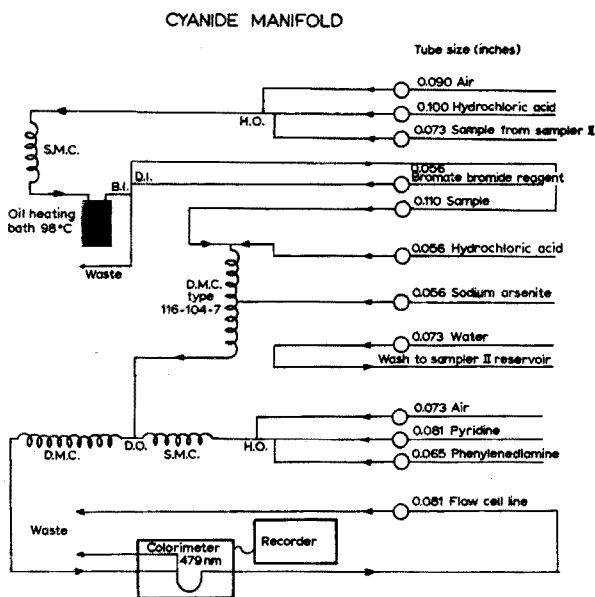 CYANIDE MANIFOLD
Tube size (inches)
0.090 Air
0.100 Hydrochloric acid
H.O.
0.073 Sample from sampler II
S.M.C.
0.056
Bromate bromide reagent
D.I.
B.I.
Oil heating
bath 98°C
0.110 Sample
Waste
0.056 Hydrochloric acid
D.M.C.
type
116-104-7
0.056 Sodium arsenite
0.073 Water
Wash to sampler II reservoir
0.073 Air
0.081 Pyridine
D.M.C.
D.O.
S.M.C.
H.O.
0.065 Phenylenediamine
0.081 Flow cell line
Waste
Colorimeter
479 nm
Recorder